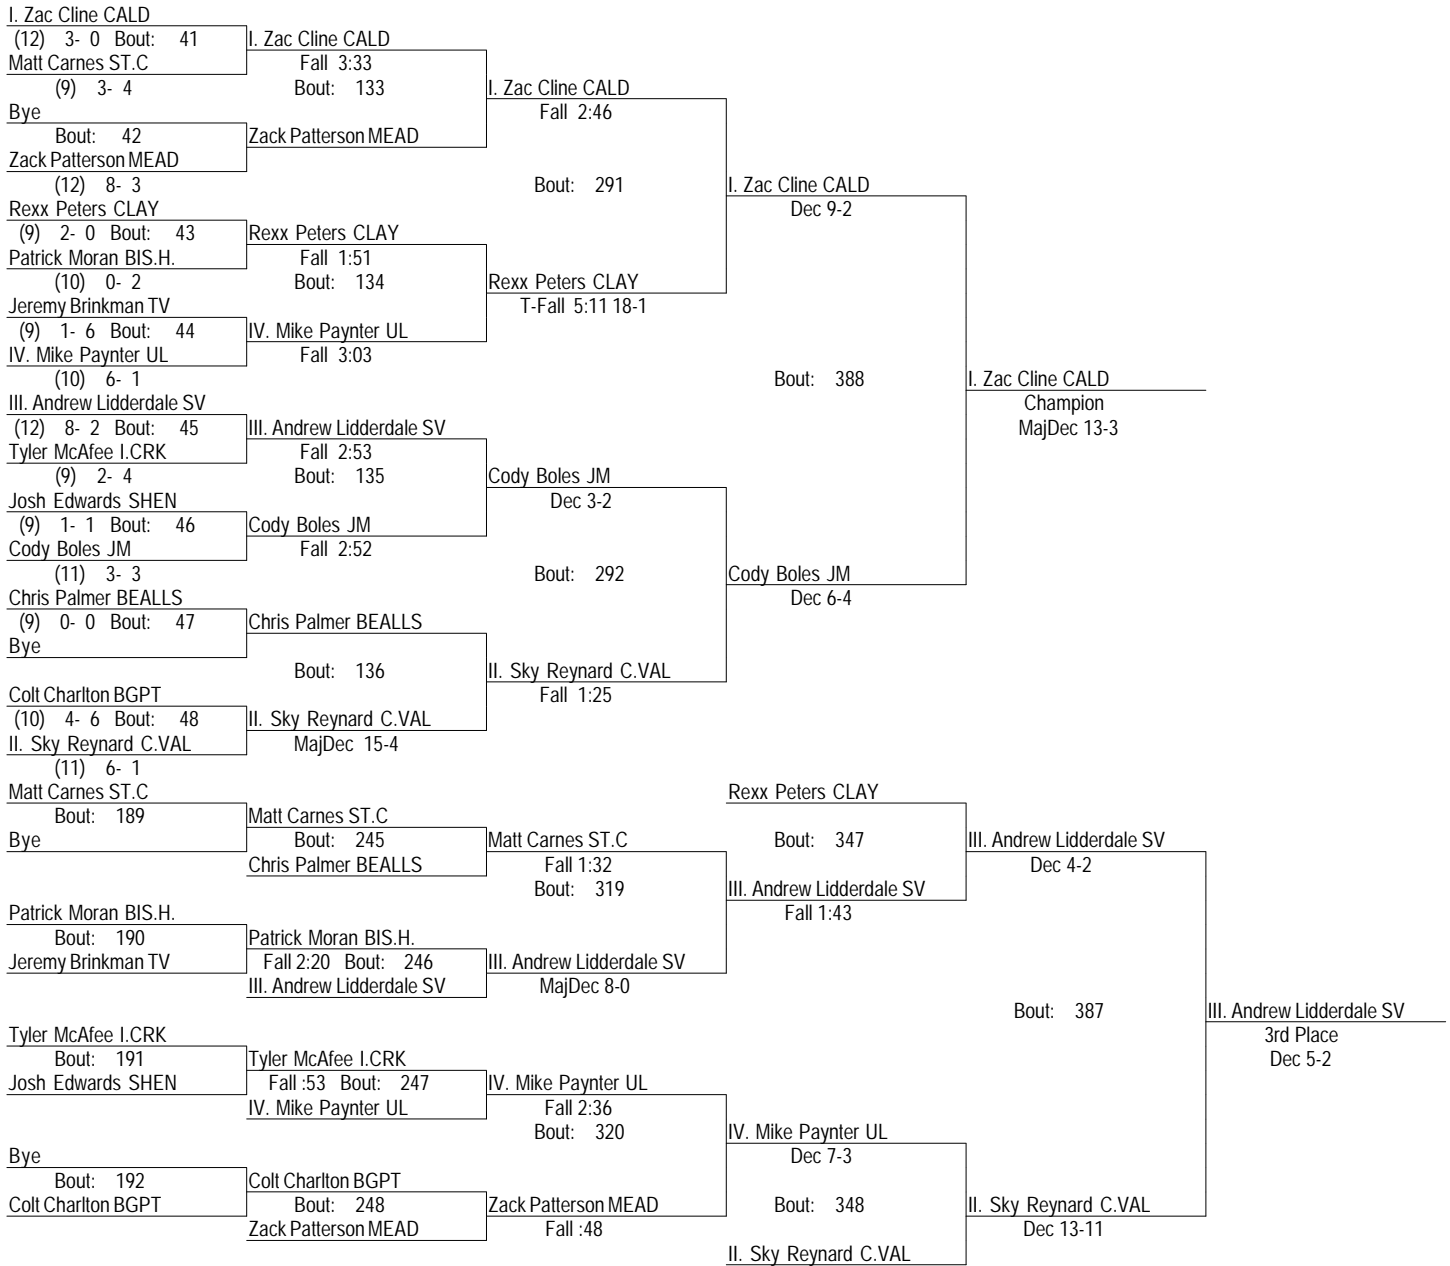 I. Zac Cline CALD
(12) 3- 0 Bout: 41
I. Zac Cline CALD
Matt Carnes ST.C
Fall 3:33
(9) 3- 4
Bout: 133
I. Zac Cline CALD
Bye
Fall 2:46
Bout: 42
Zack Patterson MEAD
Zack Patterson MEAD
(12) 8- 3
Bout: 291
I. Zac Cline CALD
Rexx Peters CLAY
Dec 9-2
(9) 2- 0 Bout: 43
Rexx Peters CLAY
Patrick Moran BIS.H.
Fall 1:51
(10) 0- 2
Bout: 134
Rexx Peters CLAY
Jeremy Brinkman TV
T-Fall 5:11 18-1
(9) 1- 6 Bout: 44
IV. Mike Paynter UL
IV. Mike Paynter UL
Fall 3:03
(10) 6- 1
Bout: 388
I. Zac Cline CALD
III. Andrew Lidderdale SV
Champion
(12) 8- 2 Bout: 45
III. Andrew Lidderdale SV
MajDec 13-3
Tyler McAfee I.CRK
Fall 2:53
(9) 2- 4
Bout: 135
Cody Boles JM
Josh Edwards SHEN
Dec 3-2
(9) 1- 1 Bout: 46
Cody Boles JM
Cody Boles JM
Fall 2:52
(11) 3- 3
Bout: 292
Cody Boles JM
Chris Palmer BEALLS
Dec 6-4
(9) 0- 0 Bout: 47
Chris Palmer BEALLS
Bye
Bout: 136
II. Sky Reynard C.VAL
Colt Charlton BGPT
Fall 1:25
(10) 4- 6 Bout: 48
II. Sky Reynard C.VAL
II. Sky Reynard C.VAL
MajDec 15-4
(11) 6- 1
Matt Carnes ST.C
Rexx Peters CLAY
Bout: 189
Matt Carnes ST.C
Bye
Bout: 245
Matt Carnes ST.C
Bout: 347
III. Andrew Lidderdale SV
Chris Palmer BEALLS
Fall 1:32
Dec 4-2
Bout: 319
III. Andrew Lidderdale SV
Patrick Moran BIS.H.
Fall 1:43
Bout: 190
Patrick Moran BIS.H.
Jeremy Brinkman TV
Fall 2:20 Bout: 246
III. Andrew Lidderdale SV
III. Andrew Lidderdale SV
MajDec 8-0
Bout: 387
III. Andrew Lidderdale SV
Tyler McAfee I.CRK
3rd Place
Bout: 191
Tyler McAfee I.CRK
Dec 5-2
Josh Edwards SHEN
Fall :53 Bout: 247
IV. Mike Paynter UL
IV. Mike Paynter UL
Fall 2:36
Bout: 320
IV. Mike Paynter UL
Bye
Dec 7-3
Bout: 192
Colt Charlton BGPT
Colt Charlton BGPT
Bout: 248
Zack Patterson MEAD
Bout: 348
II. Sky Reynard C.VAL
Zack Patterson MEAD
Fall :48
Dec 13-11
II. Sky Reynard C.VAL